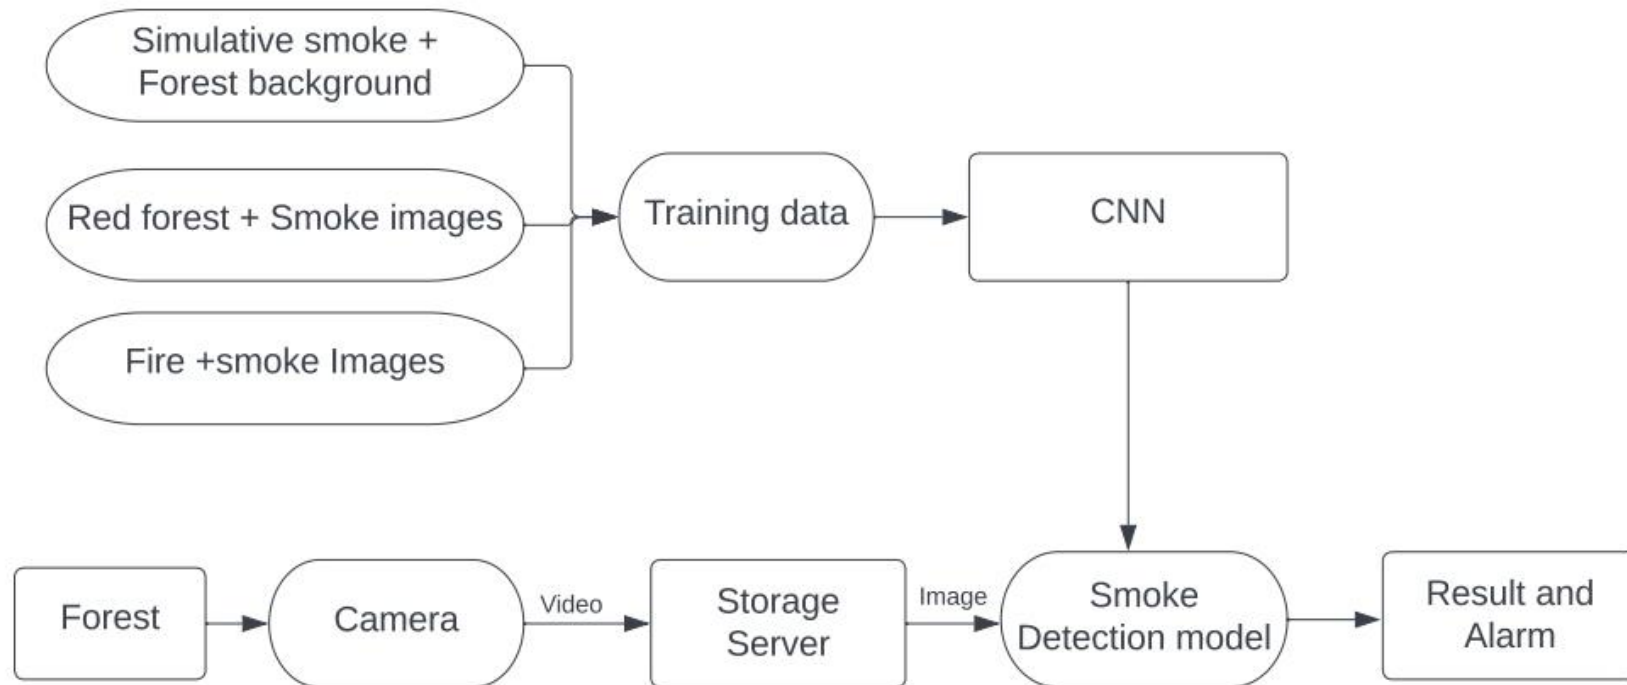 Simulative smoke +
Forest background
Red forest + Smoke images
Training data
CNN
Fire +smoke Images
Forest
Camera
Video
Storage
Server
Image
Smoke
Detection model
Result and
Alarm